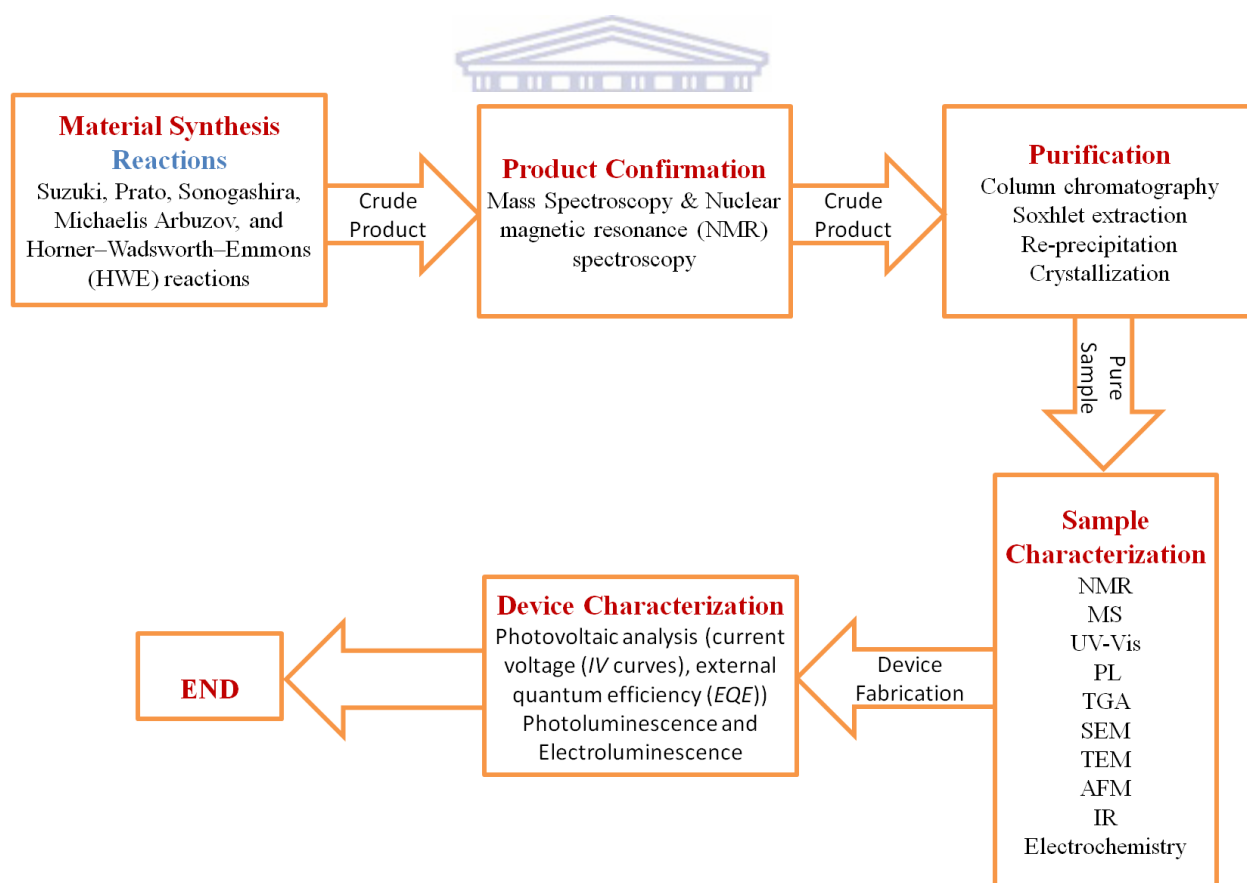 Material Synthesis
Reactions
Suzuki, Prato, Sonogashira,
Michaelis Arbuzov, and
Horner–Wadsworth–Emmons
(HWE) reactions
Crude
Product
Product Confirmation
Mass Spectroscopy & Nuclear
magnetic resonance (NMR)
spectroscopy
Crude
Product
Purification
Column chromatography
Soxhlet extraction
Re-precipitation
Crystallization
Pure
Sample
Sample
Characterization
NMR
MS
UV-Vis
PL
TGA
SEM
TEM
AFM
IR
Electrochemistry
Device
Fabrication
Device Characterization
Photovoltaic analysis (current
voltage (IV curves), external
quantum efficiency (EQE))
Photoluminescence and
Electroluminescence
END